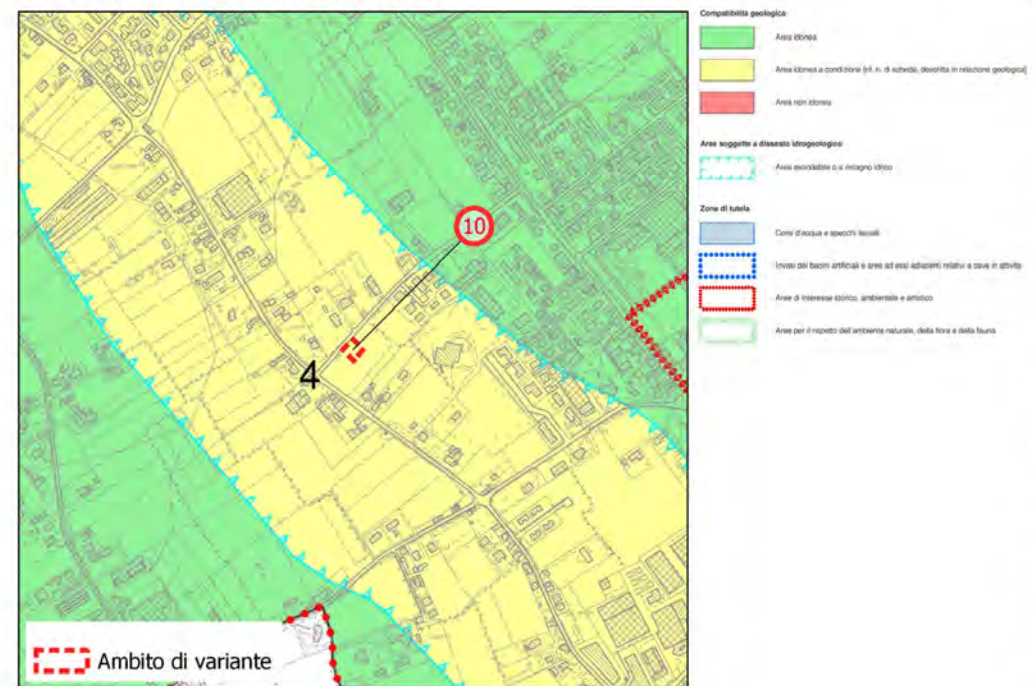 10
4
Ambito di variante
Compatibilità geologica
Area idonea
Area idonea a condizione [rif. n. di scheda, descritta in relazione geologica]
Area non idonea
Aree soggette a dissesto idrogeologico
Area esondabile o a ristagno idrico
Zone di tutela
Corsi d'acqua e specchi lacuali
Invasi dei bacini artificiali e aree ad essi adiacenti relativi a cave in attività
Aree di interesse storico, ambientale e artistico
Aree per il rispetto dell'ambiente naturale, della flora e della fauna